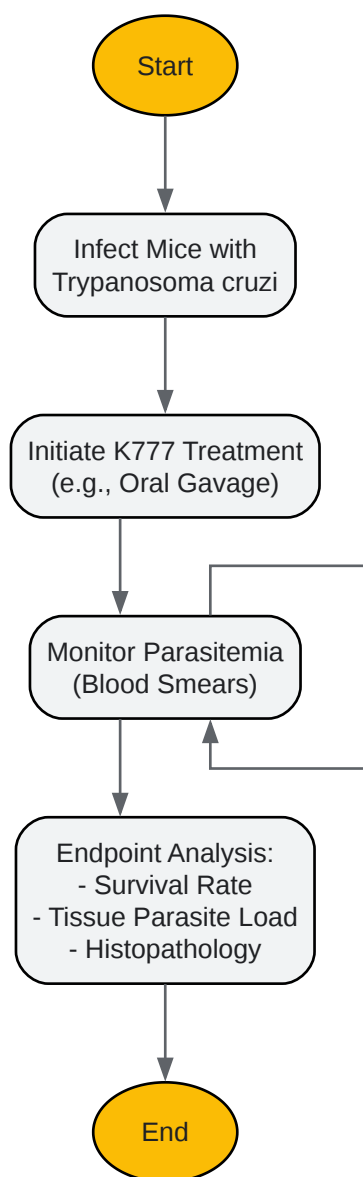 Start
Infect Mice with
Trypanosoma cruzi
Initiate K777 Treatment
(e.g., Oral Gavage)
Monitor Parasitemia
(Blood Smears)
Endpoint Analysis:
- Survival Rate
- Tissue Parasite Load
- Histopathology
End